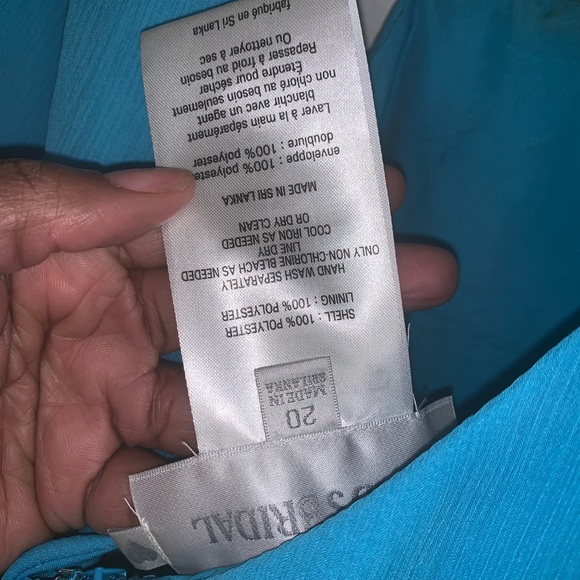 'S BRIDAL
20
MADE IN
SRI LANKA
SHELL : 100% POLYESTER
LINING : 100% POLYESTER
HAND WASH SEPARATELY
ONLY NON-CHLORINE BLEACH AS NEEDED
LINE DRY
COOL IRON AS NEEDED
OR DRY CLEAN
MADE IN SRI LANKA
enveloppe : 100% polyester
doublure : 100% polyester
Laver à la main séparément
blanchir avec un agent
non chloré au besoin seulement
Étendre pour sécher
Repasser à froid au besoin
Ou nettoyer à sec
fabriqué en Sri Lanka